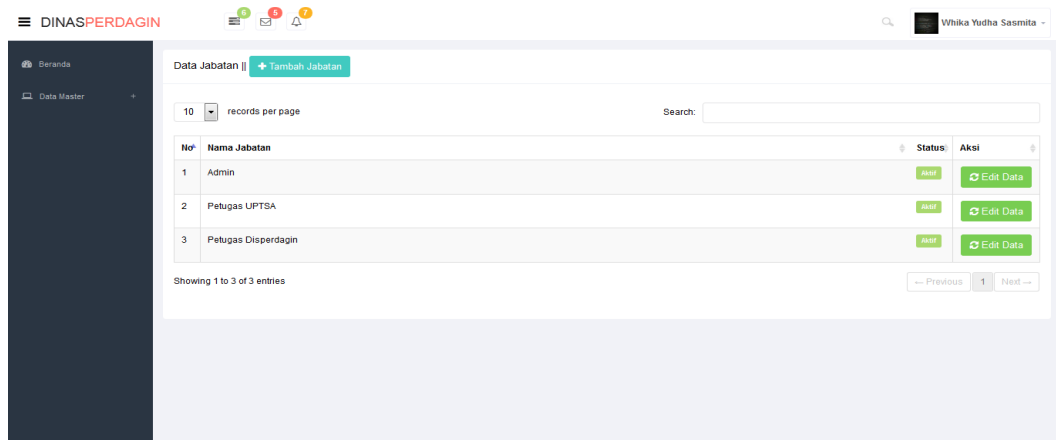 DINASPERDAGIN 6 5 7 Whika Yudha Sasmita
Beranda
Data Master +
Data Jabatan || + Tambah Jabatan
10 records per page Search:
No Nama Jabatan Status Aksi
1 Admin Aktif Edit Data
2 Petugas UPTSA Aktif Edit Data
3 Petugas Disperdagin Aktif Edit Data
Showing 1 to 3 of 3 entries ← Previous 1 Next →